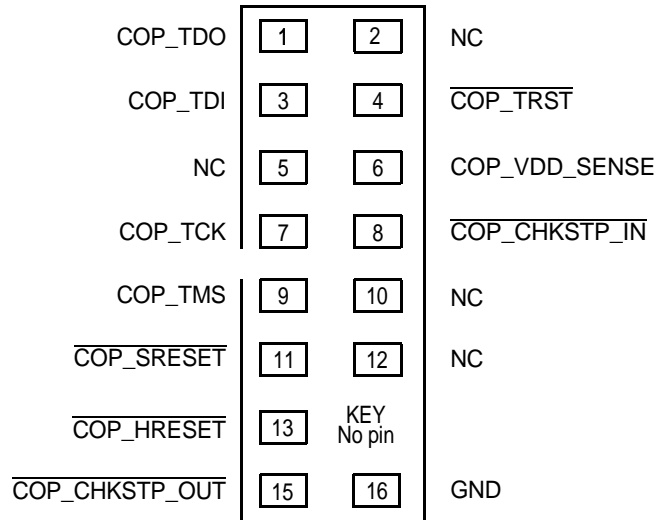 COP_TDO 1 2 NC
COP_TDI 3 4 COP_TRST
NC 5 6 COP_VDD_SENSE
COP_TCK 7 8 COP_CHKSTP_IN
COP_TMS 9 10 NC
COP_SRESET 11 12 NC
COP_HRESET 13 KEY
No pin
COP_CHKSTP_OUT 15 16 GND